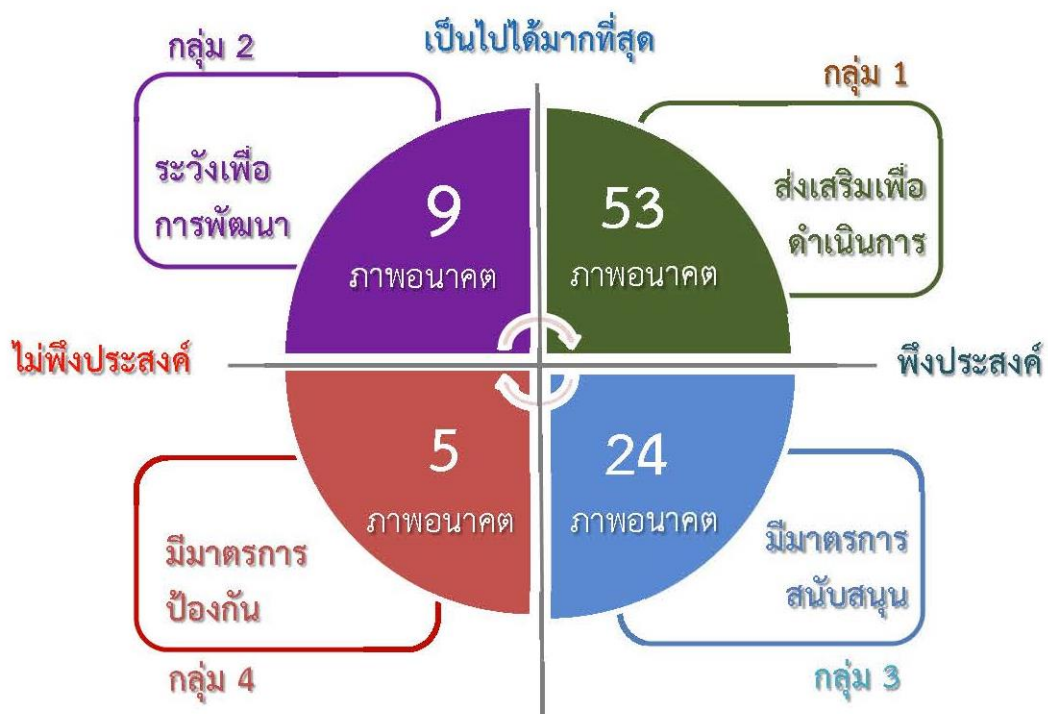 กลุ่ม 2
เป็นไปได้มากที่สุด
กลุ่ม 1
ระวังเพื่อ
การพัฒนา
9
ภาพอนาคต
53
ภาพอนาคต
ส่งเสริมเพื่อ
ดำเนินการ
ไม่พึงประสงค์
พึงประสงค์
มีมาตรการ
ป้องกัน
5
ภาพอนาคต
24
ภาพอนาคต
มีมาตรการ
สนับสนุน
กลุ่ม 4
กลุ่ม 3